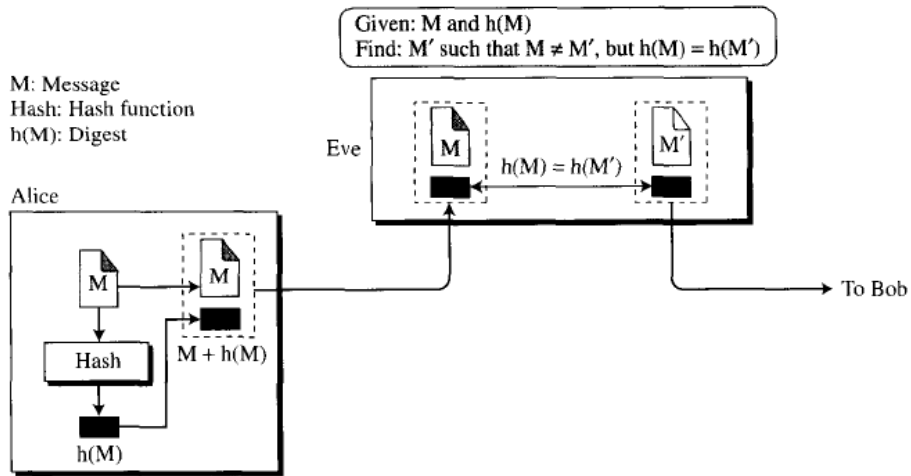 Given: M and h(M)
Find: M′ such that M ≠ M′, but h(M) = h(M′)
M: Message
Hash: Hash function
h(M): Digest
Eve
M
M′
h(M) = h(M′)
Alice
M
M
Hash
M + h(M)
h(M)
To Bob